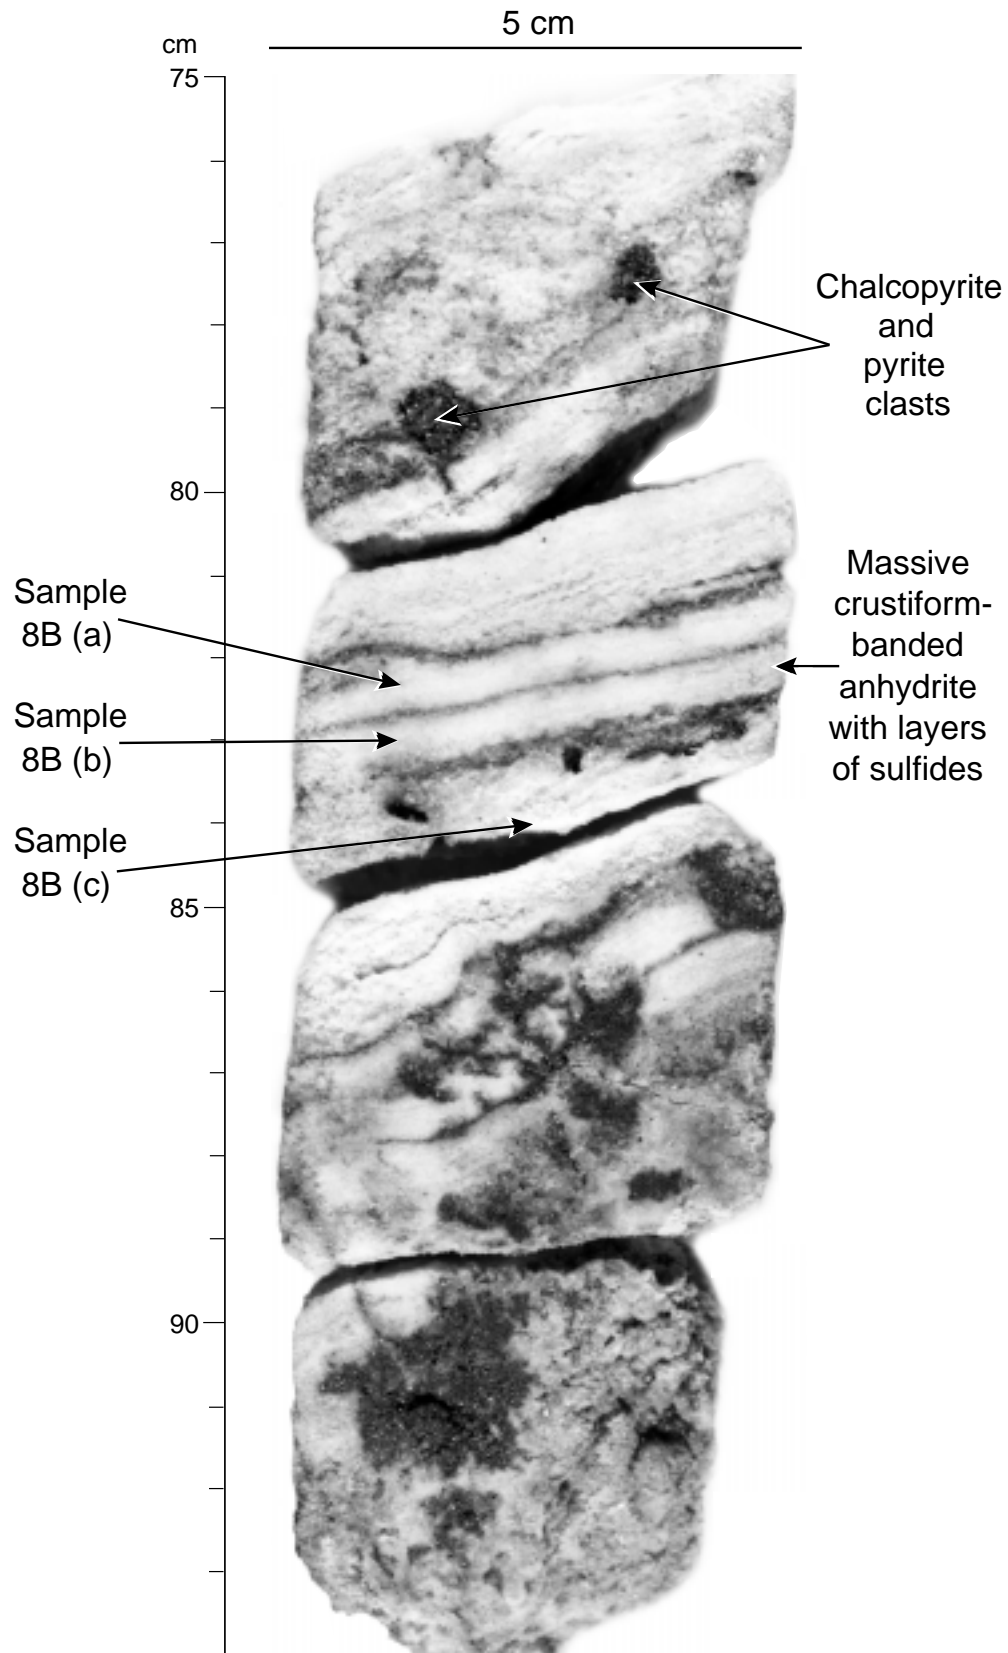 5 cm
cm
75
Chalcopyrite
and
pyrite
clasts
80
Sample
8B (a)
Massive
crustiform-
banded
anhydrite
with layers
of sulfides
Sample
8B (b)
Sample
8B (c)
85
90